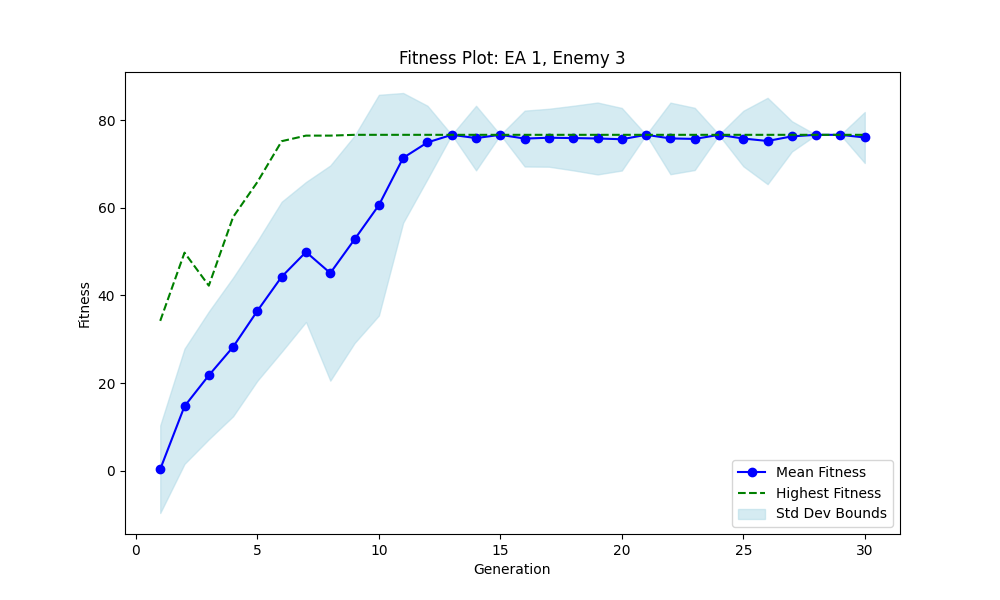 Fitness Plot: EA 1, Enemy 3
Fitness
80
60
40
20
0
0 5 10 15 20 25 30
Generation
Mean Fitness
Highest Fitness
Std Dev Bounds